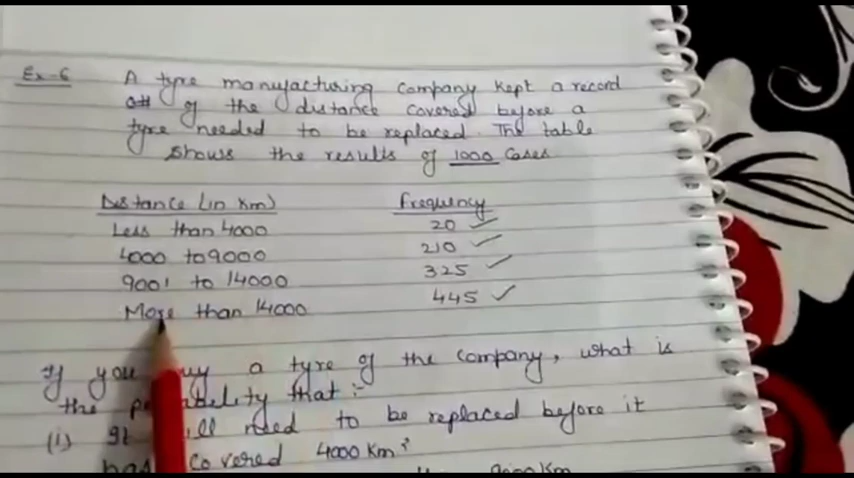 Ex-6 A tyre manufacturing company kept a record
of the distance covered before a
tyre needed to be replaced. The table
shows the results of 1000 cases
Distance (in Km) Frequency
Less than 4000 20 ✓
4000 to 9000 210 ✓
9001 to 14000 325 ✓
More than 14000 445 ✓
If you a tyre of the company, what is
the that :-
(i) need to be replaced before it
covered 4000 Km?
9000 Km